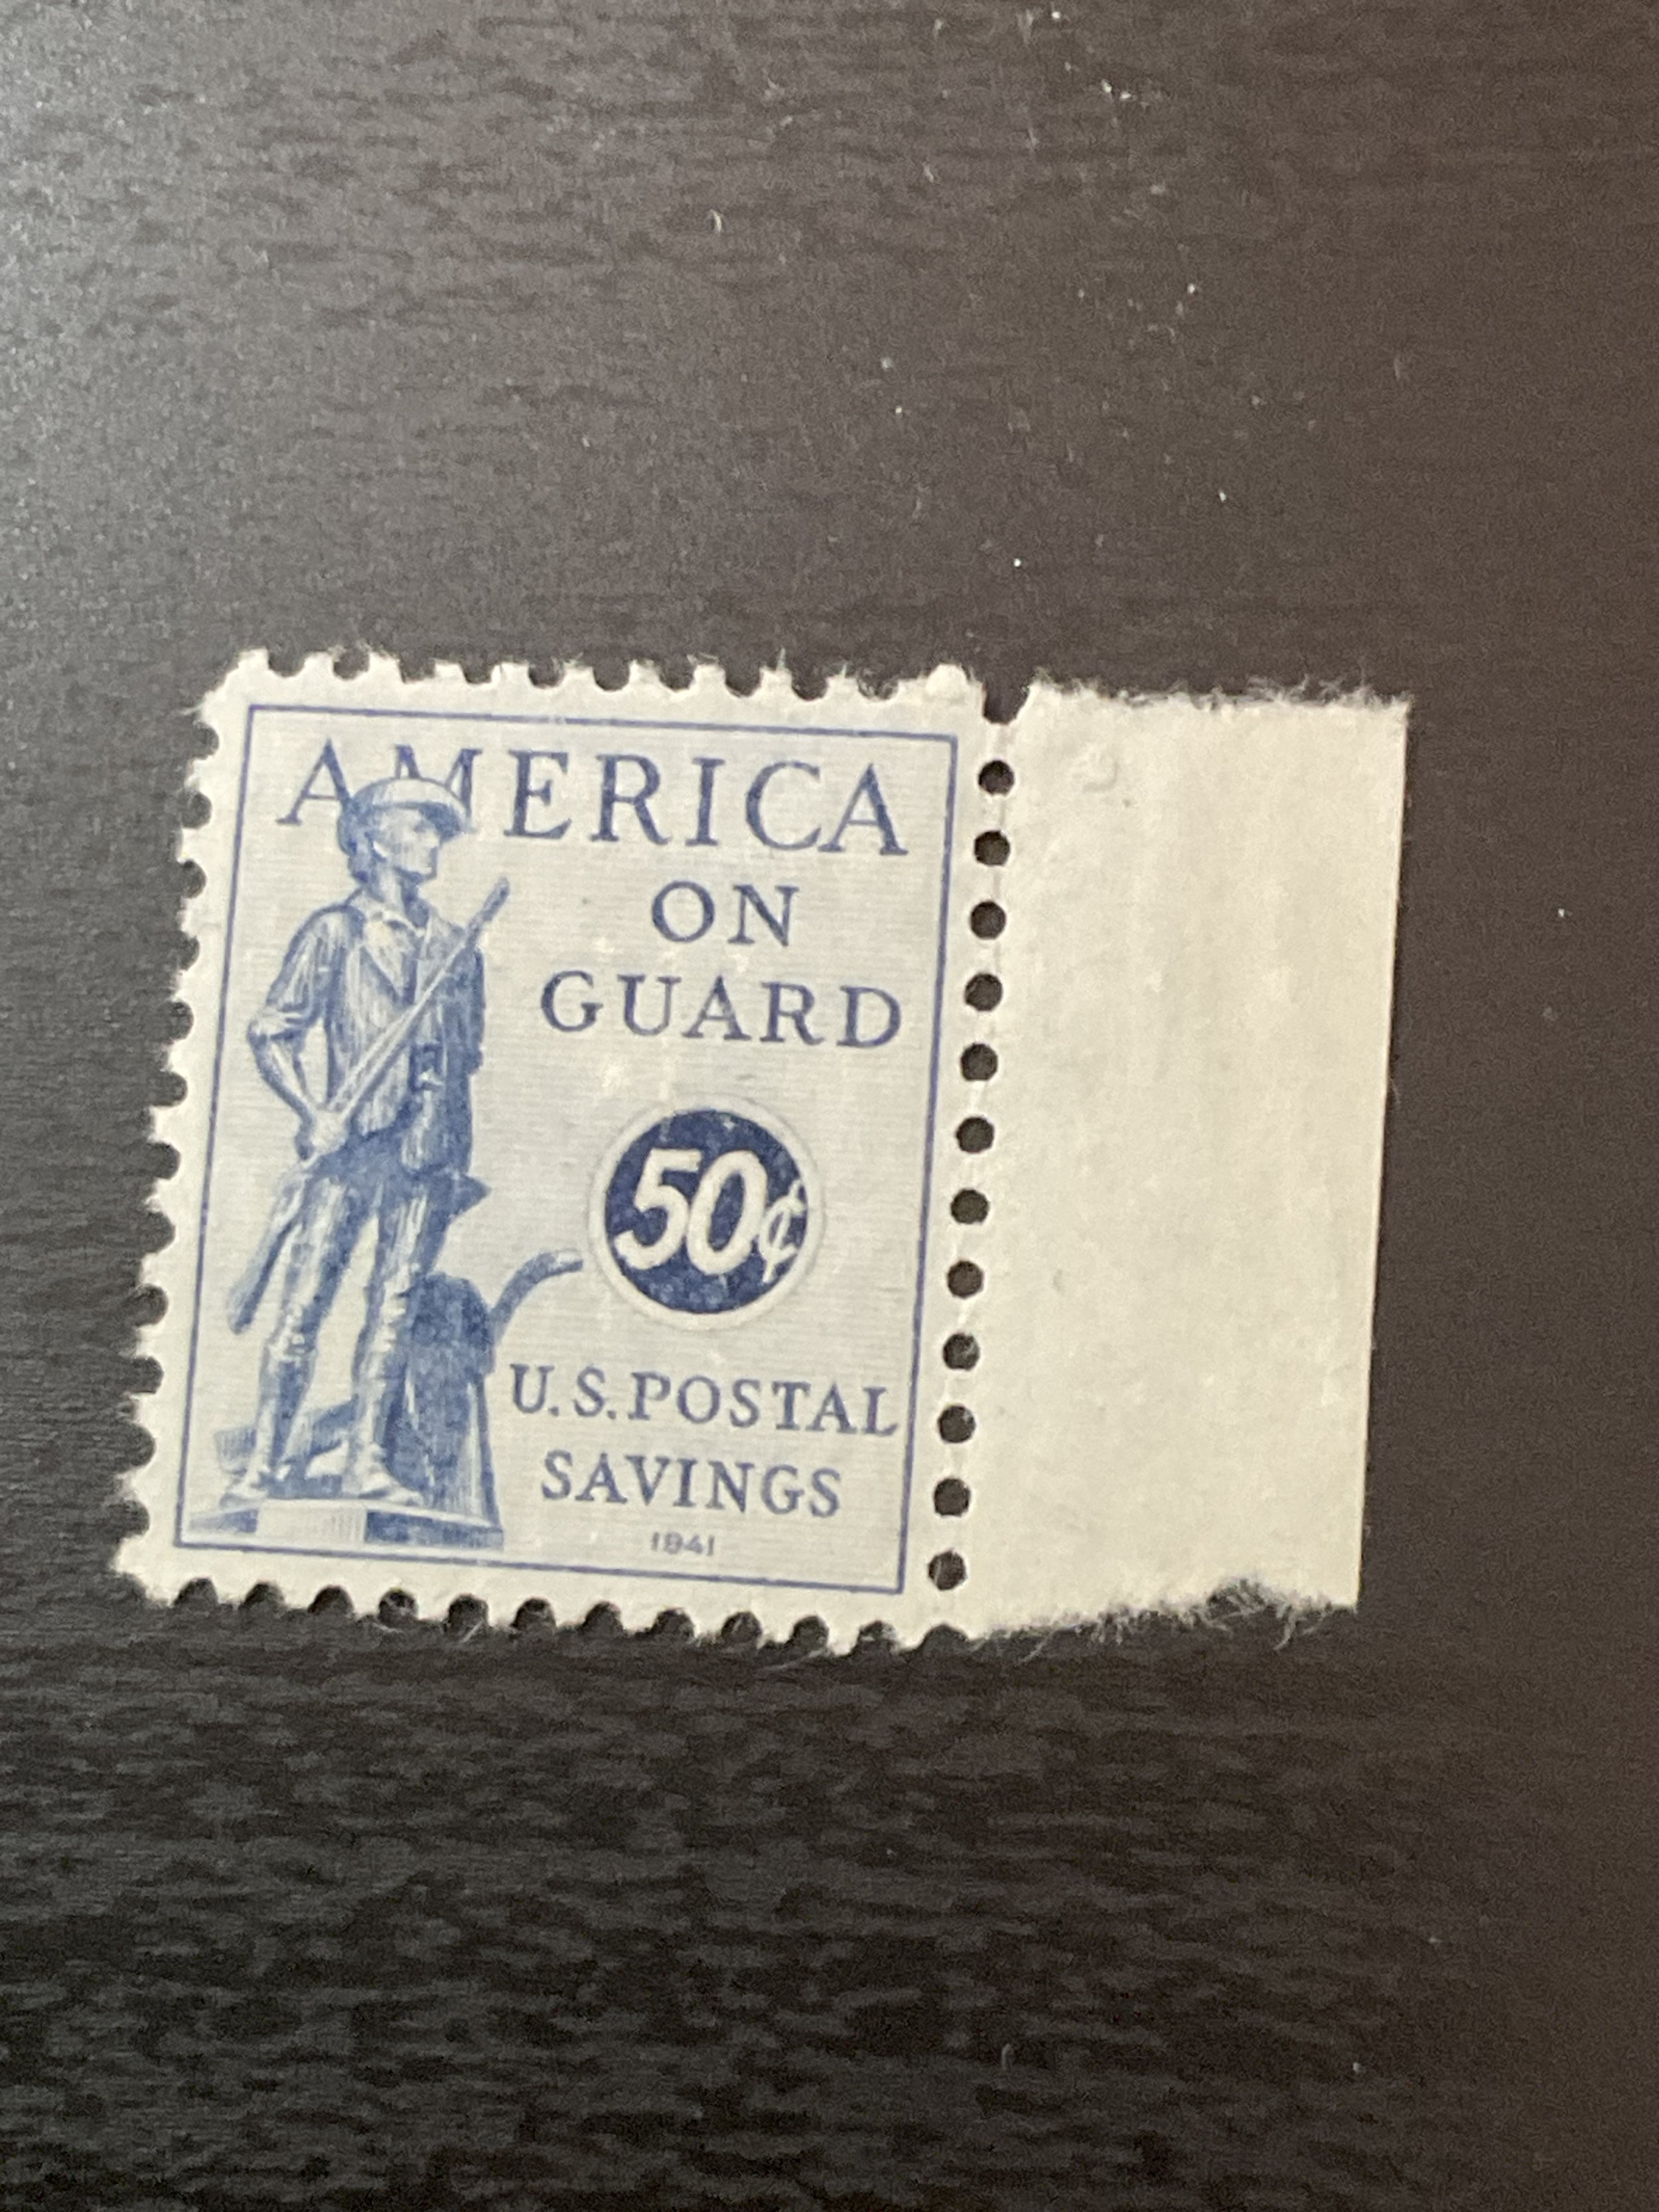 AMERICA
ON
GUARD
50¢
U.S. POSTAL
SAVINGS
1941